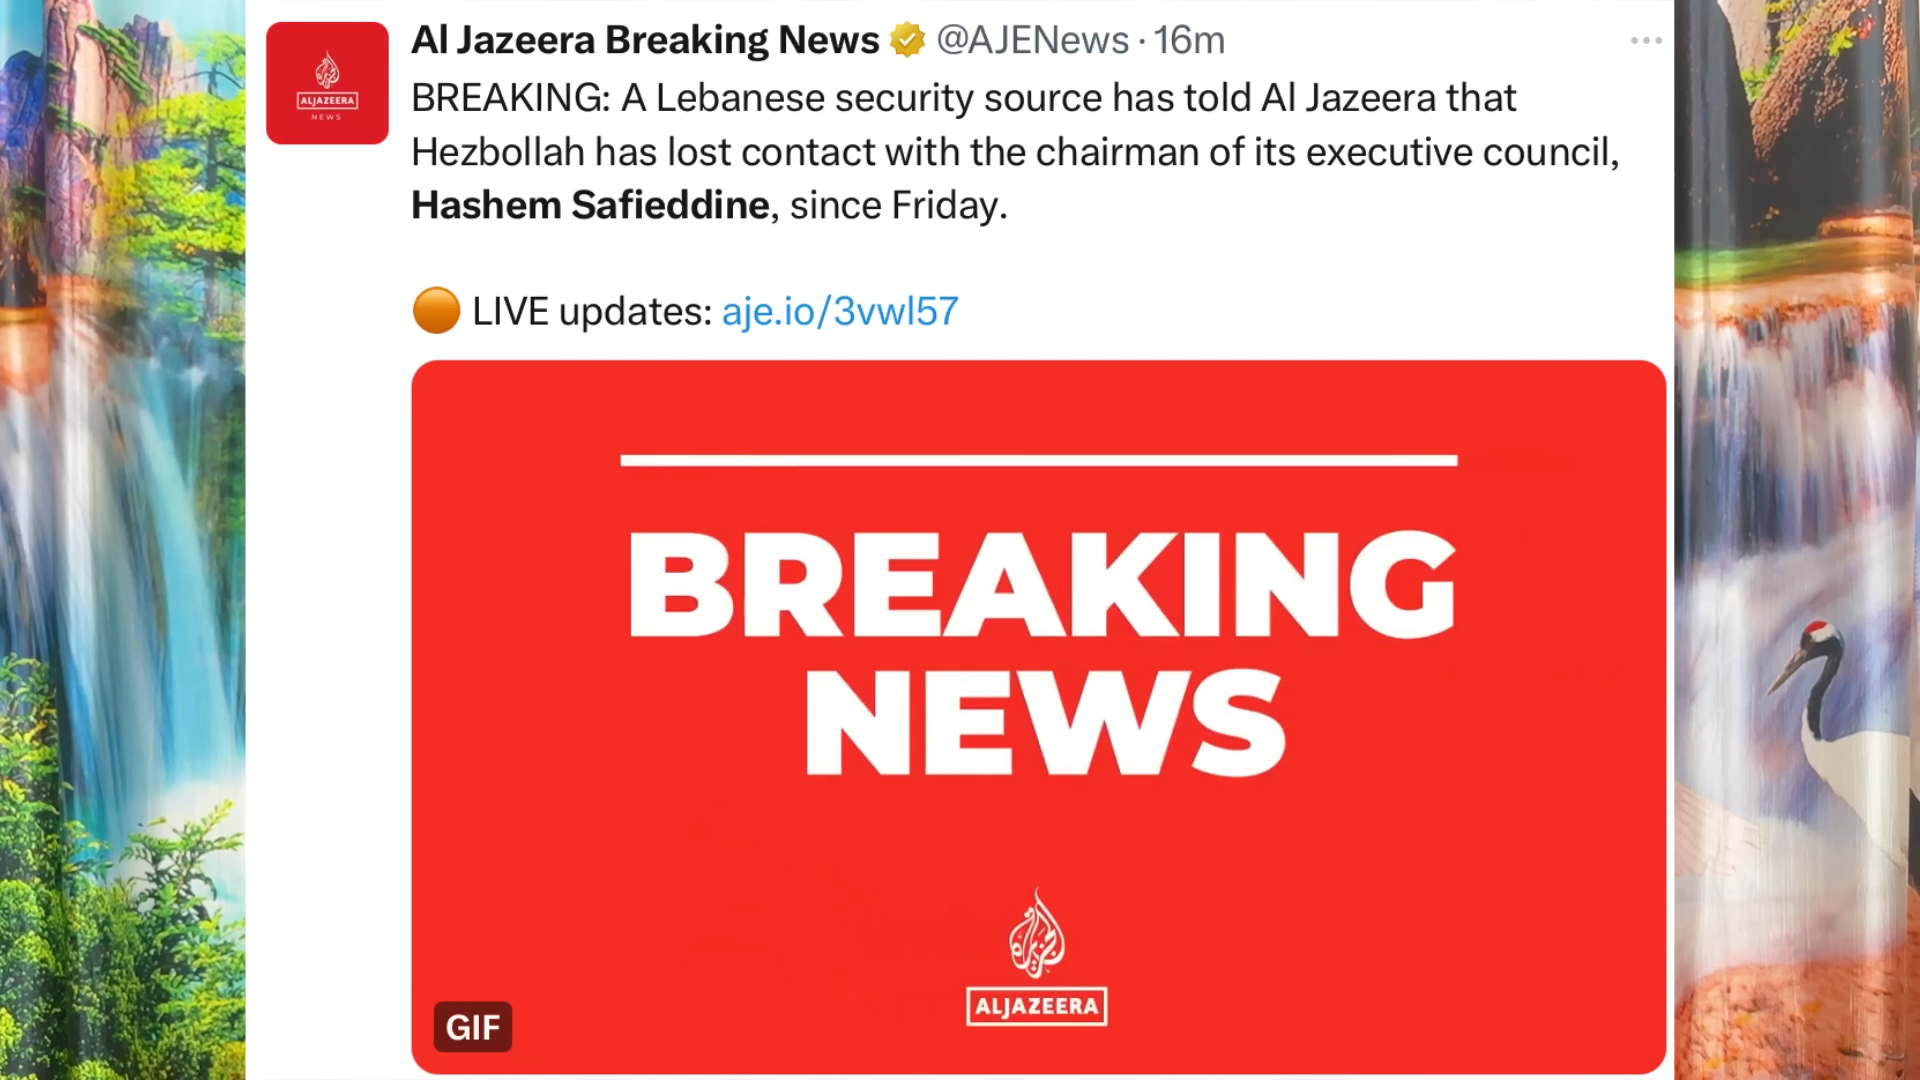 ALJAZEERA
NEWS
Al Jazeera Breaking News @AJENews · 16m
BREAKING: A Lebanese security source has told Al Jazeera that
Hezbollah has lost contact with the chairman of its executive council,
Hashem Safieddine, since Friday.
LIVE updates: aje.io/3vwl57
BREAKING
NEWS
ALJAZEERA
GIF